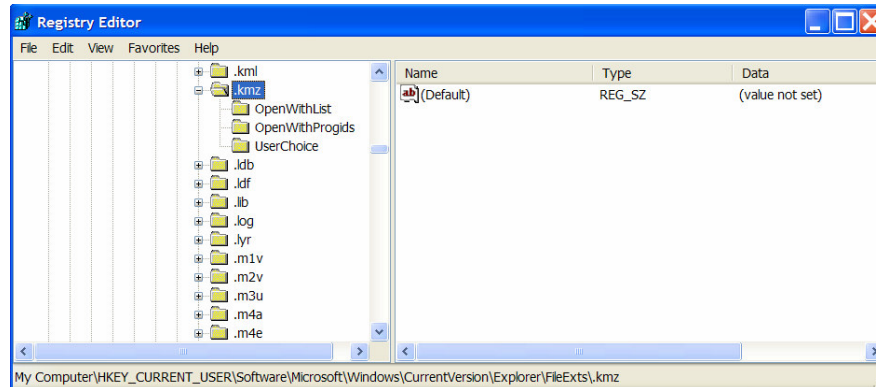 Registry Editor
File Edit View Favorites Help
.kml
.kmz
OpenWithList
OpenWithProgids
UserChoice
.ldb
.ldf
.lib
.log
.lyr
.m1v
.m2v
.m3u
.m4a
.m4e
Name Type Data
ab (Default) REG_SZ (value not set)
My Computer\HKEY_CURRENT_USER\Software\Microsoft\Windows\CurrentVersion\Explorer\FileExts\.kmz